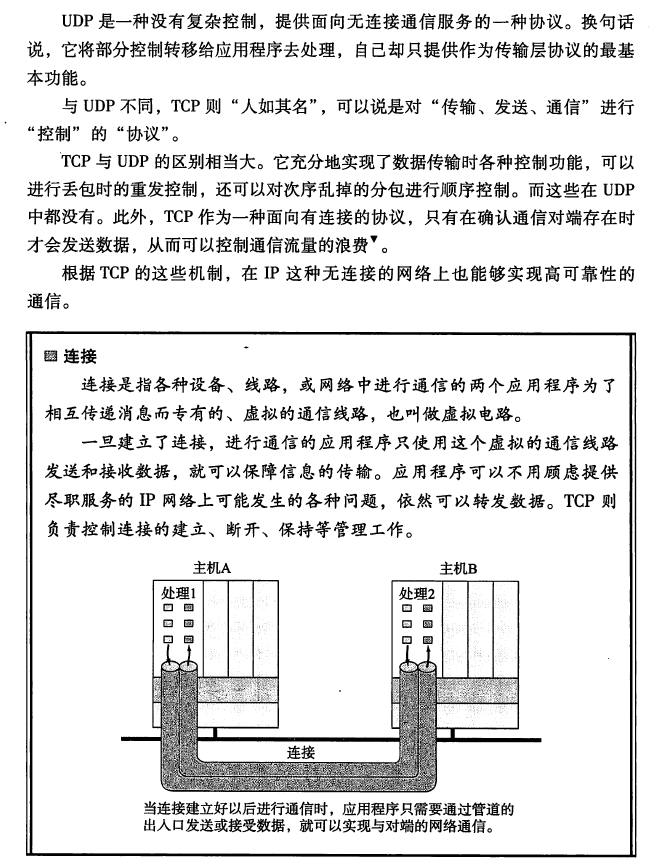 UDP 是一种没有复杂控制，提供面向无连接通信服务的一种协议。换句话
说，它将部分控制转移给应用程序去处理，自己却只提供作为传输层协议的最基
本功能。
与 UDP 不同，TCP 则“人如其名”，可以说是对“传输、发送、通信”进行
“控制”的“协议”。
TCP 与 UDP 的区别相当大。它充分地实现了数据传输时各种控制功能，可以
进行丢包时的重发控制，还可以对次序乱掉的分包进行顺序控制。而这些在 UDP
中都没有。此外，TCP 作为一种面向有连接的协议，只有在确认通信对端存在时
才会发送数据，从而可以控制通信流量的浪费▼。
根据 TCP 的这些机制，在 IP 这种无连接的网络上也能够实现高可靠性的
通信。
连接
连接是指各种设备、线路，或网络中进行通信的两个应用程序为了
相互传递消息而专有的、虚拟的通信线路，也叫做虚拟电路。
一旦建立了连接，进行通信的应用程序只使用这个虚拟的通信线路
发送和接收数据，就可以保障信息的传输。应用程序可以不用顾虑提供
尽职服务的 IP 网络上可能发生的各种问题，依然可以转发数据。TCP 则
负责控制连接的建立、断开、保持等管理工作。
主机A 主机B
处理1 处理2
连接
当连接建立好以后进行通信时，应用程序只需要通过管道的
出入口发送或接受数据，就可以实现与对端的网络通信。